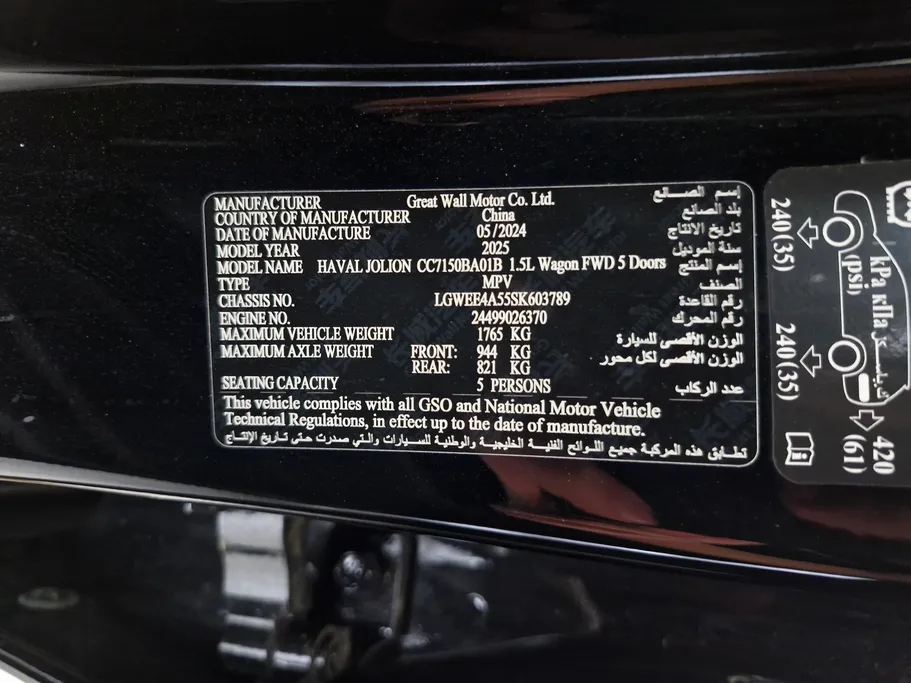 MANUFACTURER Great Wall Motor Co. Ltd. إسم الصانع
COUNTRY OF MANUFACTURER China بلد الصانع
DATE OF MANUFACTURE 05/2024 تاريخ الانتاج
MODEL YEAR 2025 سنة الموديل
MODEL NAME HAVAL JOLION CC7150BA01B 1.5L Wagon FWD 5 Doors إسم المنتج
TYPE MPV الصنف
CHASSIS NO. LGWEE4A55SK603789 رقم القاعدة
ENGINE NO. 24499026370 رقم المحرك
MAXIMUM VEHICLE WEIGHT 1765 KG الوزن الأقصى للسيارة
MAXIMUM AXLE WEIGHT FRONT: 944 KG الوزن الأقصى لكل محور
REAR: 821 KG
SEATING CAPACITY 5 PERSONS عدد الركاب
This vehicle complies with all GSO and National Motor Vehicle
Technical Regulations, in effect up to the date of manufacture.
تطابق هذه المركبة جميع اللوائح الفنية الخليجية والوطنية للسيارات والتي صدرت حتى تاريخ الإنتاج
240(35)
240(35)
420
(61)
kPa
(psi)